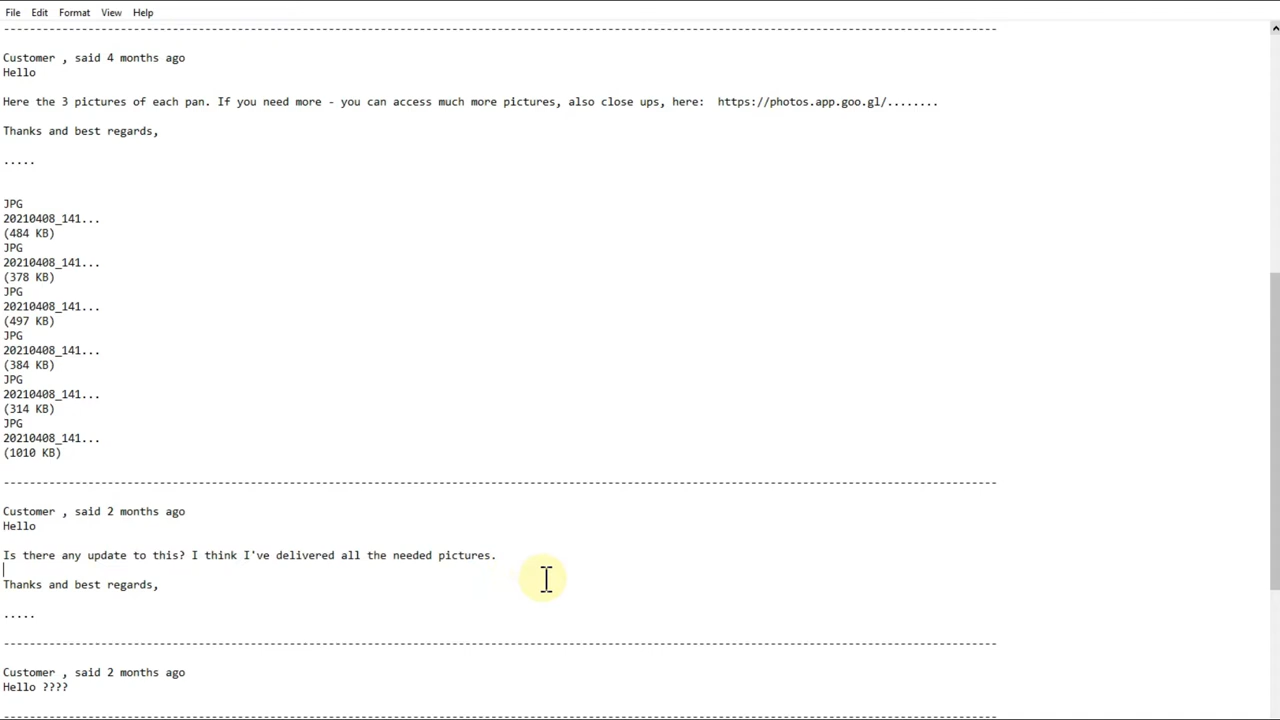 File Edit Format View Help
--------------------------------------------------------------------------------------------------------------------------------------------------------
Customer , said 4 months ago
Hello
Here the 3 pictures of each pan. If you need more - you can access much more pictures, also close ups, here:  https://photos.app.goo.gl/........
Thanks and best regards,
.....
JPG
20210408_141...
(484 KB)
JPG
20210408_141...
(378 KB)
JPG
20210408_141...
(497 KB)
JPG
20210408_141...
(384 KB)
JPG
20210408_141...
(314 KB)
JPG
20210408_141...
(1010 KB)
--------------------------------------------------------------------------------------------------------------------------------------------------------
Customer , said 2 months ago
Hello
Is there any update to this? I think I've delivered all the needed pictures.
Thanks and best regards,
.....
--------------------------------------------------------------------------------------------------------------------------------------------------------
Customer , said 2 months ago
Hello ????
--------------------------------------------------------------------------------------------------------------------------------------------------------